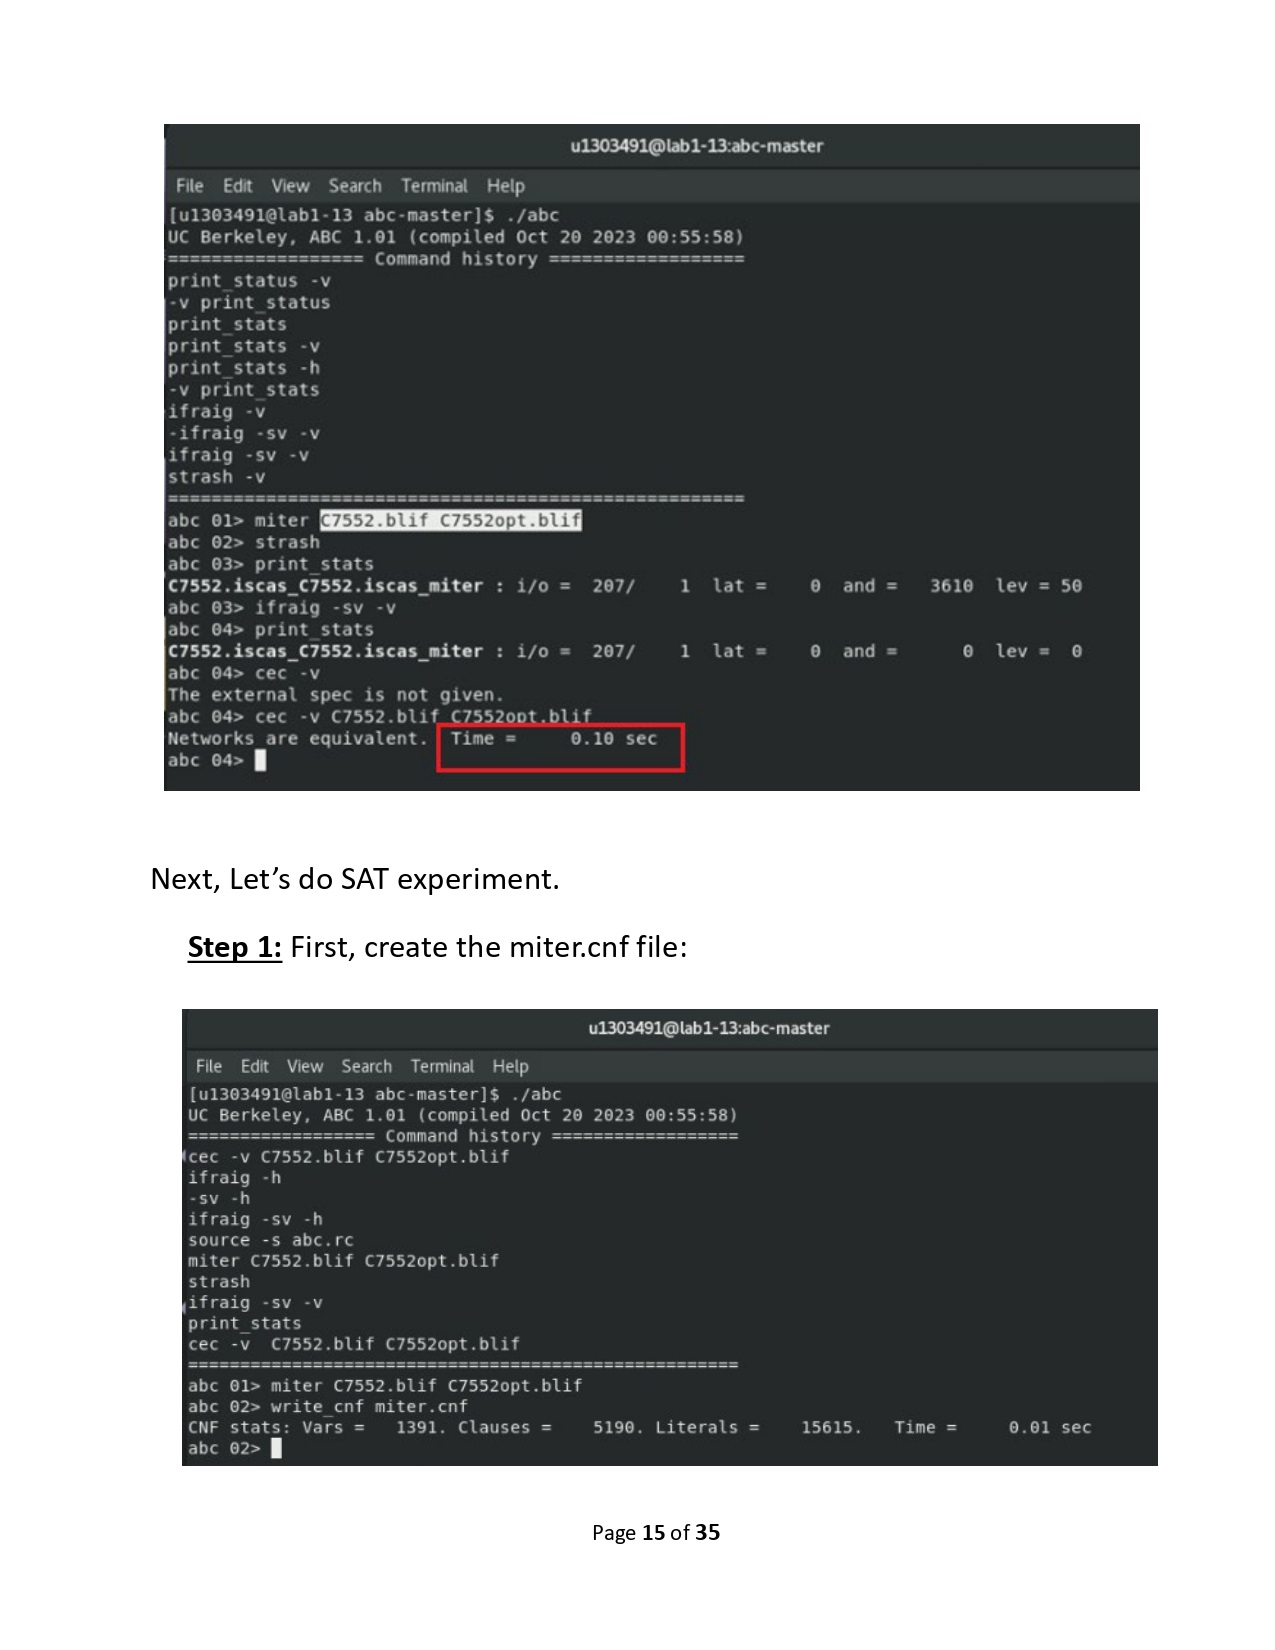 u1303491@lab1-13:abc-master
File Edit View Search Terminal Help
[u1303491@lab1-13 abc-master]$ ./abc
UC Berkeley, ABC 1.01 (compiled Oct 20 2023 00:55:58)
================== Command history ==================
print_status -v
-v print_status
print_stats
print_stats -v
print_stats -h
-v print_stats
ifraig -v
-ifraig -sv -v
ifraig -sv -v
strash -v
=====================================================
abc 01> miter C7552.blif C7552opt.blif
abc 02> strash
abc 03> print_stats
C7552.iscas_C7552.iscas_miter : i/o = 207/ 1 lat = 0 and = 3610 lev = 50
abc 03> ifraig -sv -v
abc 04> print_stats
C7552.iscas_C7552.iscas_miter : i/o = 207/ 1 lat = 0 and = 0 lev = 0
abc 04> cec -v
The external spec is not given.
abc 04> cec -v C7552.blif C7552opt.blif
Networks are equivalent. Time = 0.10 sec
abc 04>
Next, Let’s do SAT experiment.
Step 1: First, create the miter.cnf file:
u1303491@lab1-13:abc-master
File Edit View Search Terminal Help
[u1303491@lab1-13 abc-master]$ ./abc
UC Berkeley, ABC 1.01 (compiled Oct 20 2023 00:55:58)
================== Command history ==================
cec -v C7552.blif C7552opt.blif
ifraig -h
-sv -h
ifraig -sv -h
source -s abc.rc
miter C7552.blif C7552opt.blif
strash
ifraig -sv -v
print_stats
cec -v  C7552.blif C7552opt.blif
=====================================================
abc 01> miter C7552.blif C7552opt.blif
abc 02> write_cnf miter.cnf
CNF stats: Vars = 1391. Clauses = 5190. Literals = 15615. Time = 0.01 sec
abc 02>
Page 15 of 35